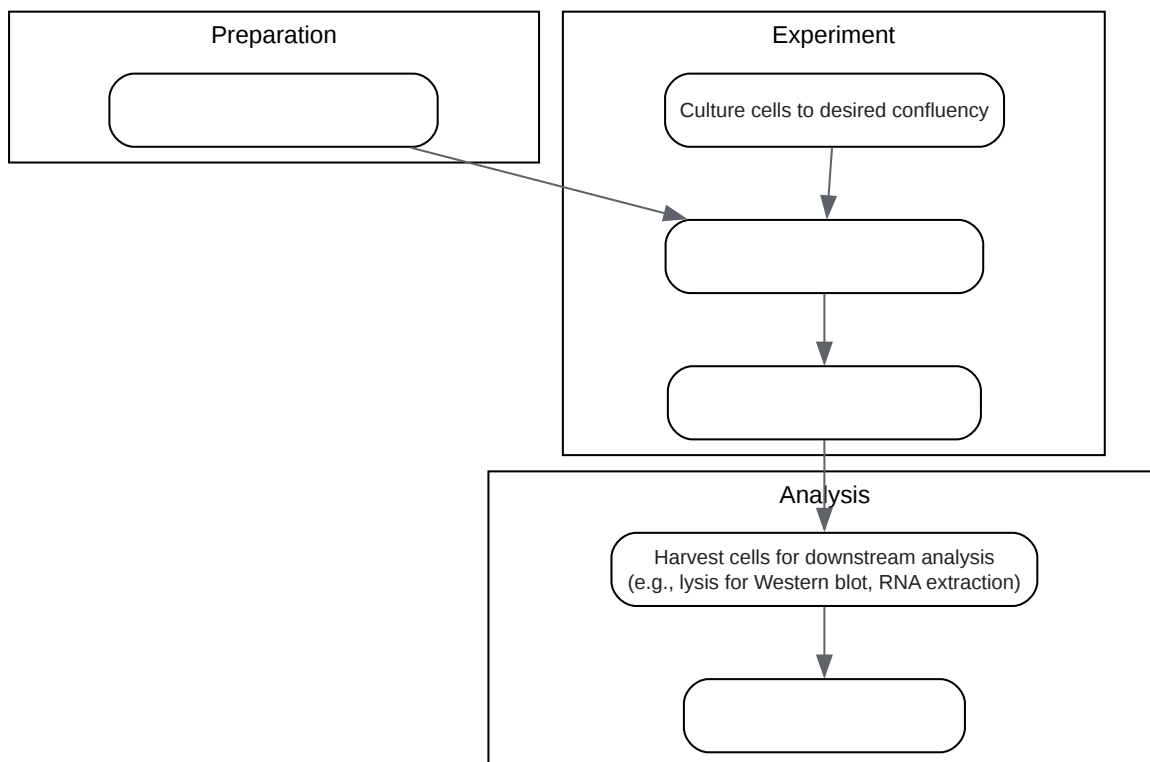 Preparation
Experiment
Culture cells to desired confluency
Analysis
Harvest cells for downstream analysis
(e.g., lysis for Western blot, RNA extraction)